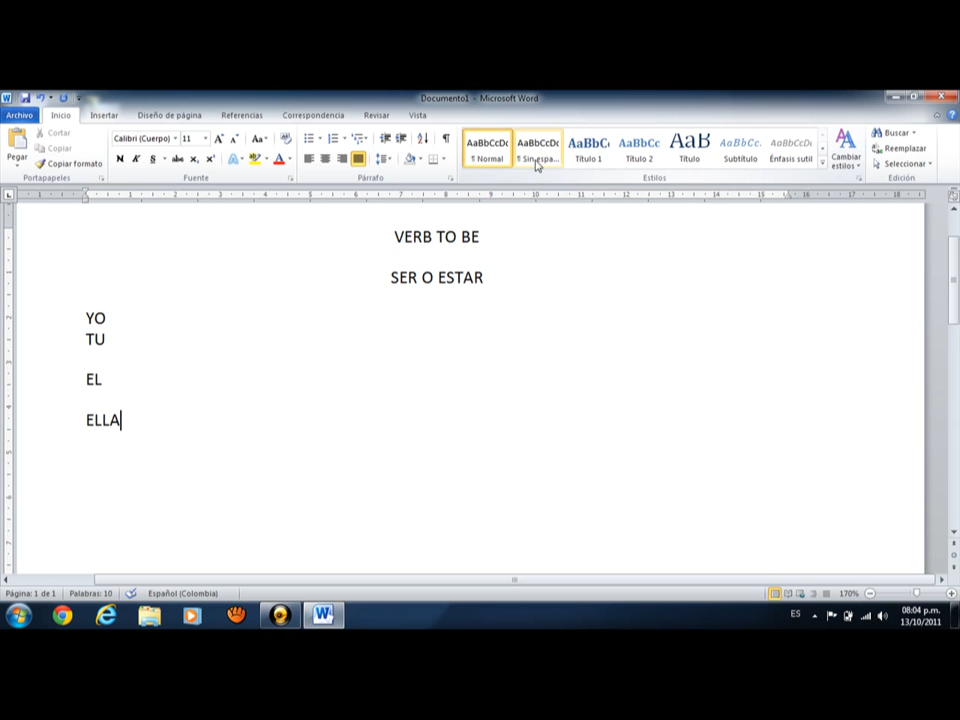 Documento1 - Microsoft Word
Archivo Inicio Insertar Diseño de página Referencias Correspondencia Revisar Vista
Pegar
Cortar
Copiar
Copiar formato
Portapapeles
Calibri (Cuerpo) 11
Fuente
Párrafo
AaBbCcDc AaBbCcDc AaBbC AaBbCc AaB AaBbCc. AaBbCcDc
¶ Normal ¶ Sin espa... Título 1 Título 2 Título Subtítulo Énfasis sutil
Estilos
Cambiar estilos
Buscar
Reemplazar
Seleccionar
Edición
VERB TO BE
SER O ESTAR
YO
TU
EL
ELLA
Página: 1 de 1 Palabras: 10 Español (Colombia) 170%
ES 08:04 p.m.
13/10/2011